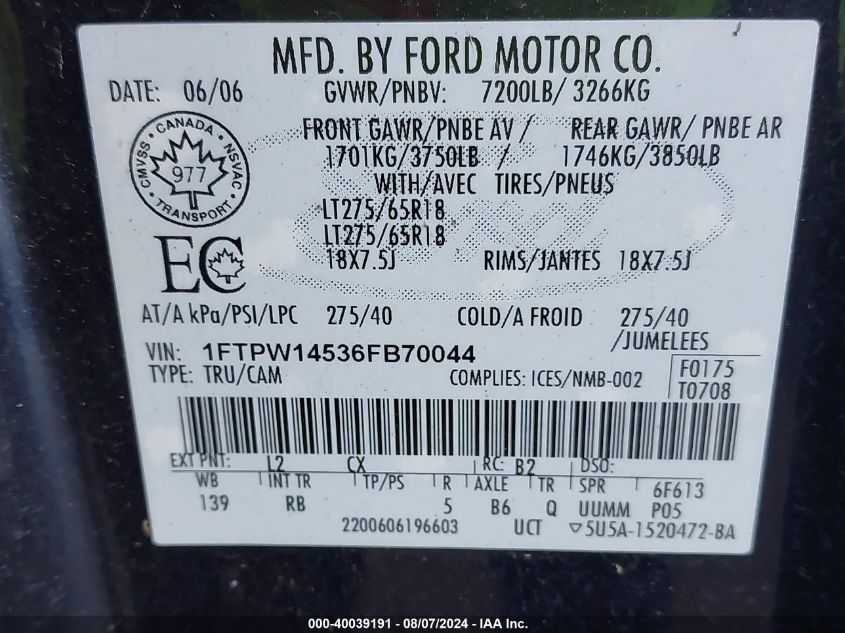 MFD. BY FORD MOTOR CO.
DATE: 06/06 GVWR/PNBV: 7200LB/ 3266KG
FRONT GAWR/PNBE AV / REAR GAWR/ PNBE AR
1701KG/3750LB / 1746KG/3850LB
WITH/AVEC TIRES/PNEUS
LT275/65R18
LT275/65R18
18X7.5J RIMS/JANTES 18X7.5J
CMVSS • CANADA • NSVAC • TRANSPORT •
977
EC
AT/A kPa/PSI/LPC 275/40 COLD/A FROID 275/40
/JUMELEES
VIN: 1FTPW14536FB70044
TYPE: TRU/CAM COMPLIES: ICES/NMB-002
F0175
T0708
EXT PNT: L2 CX RC: B2 DSO:
WB INT TR TP/PS R AXLE TR SPR 6F613
139 RB 5 B6 Q UUMM P05
2200606196603 UCT ▽5U5A-1520472-BA
000-40039191 - 08/07/2024 - IAA Inc.